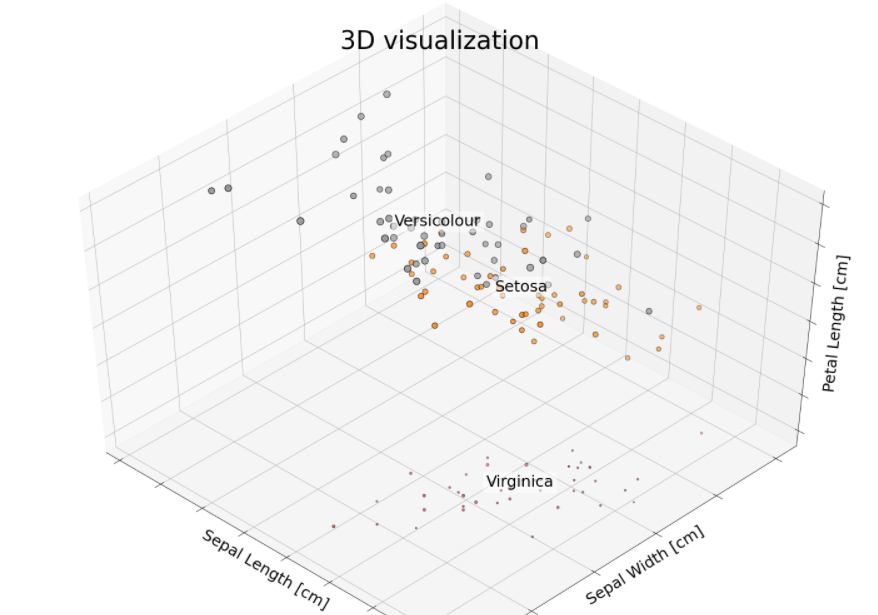 3D visualization
Versicolour
Setosa
Petal Length [cm]
Virginica
Sepal Length [cm]
Sepal Width [cm]